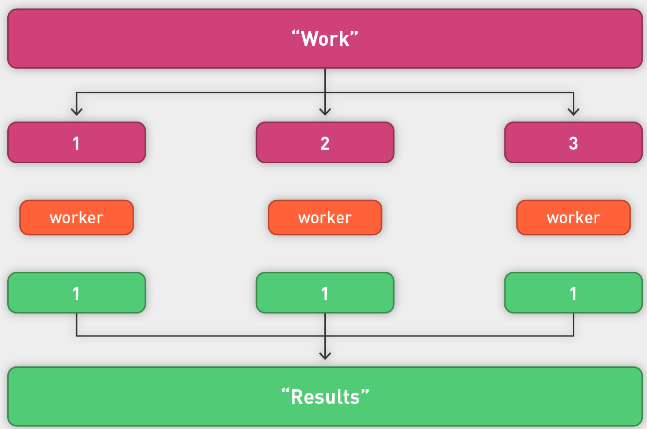 “Work”
1 2 3
worker worker worker
1 1 1
“Results”